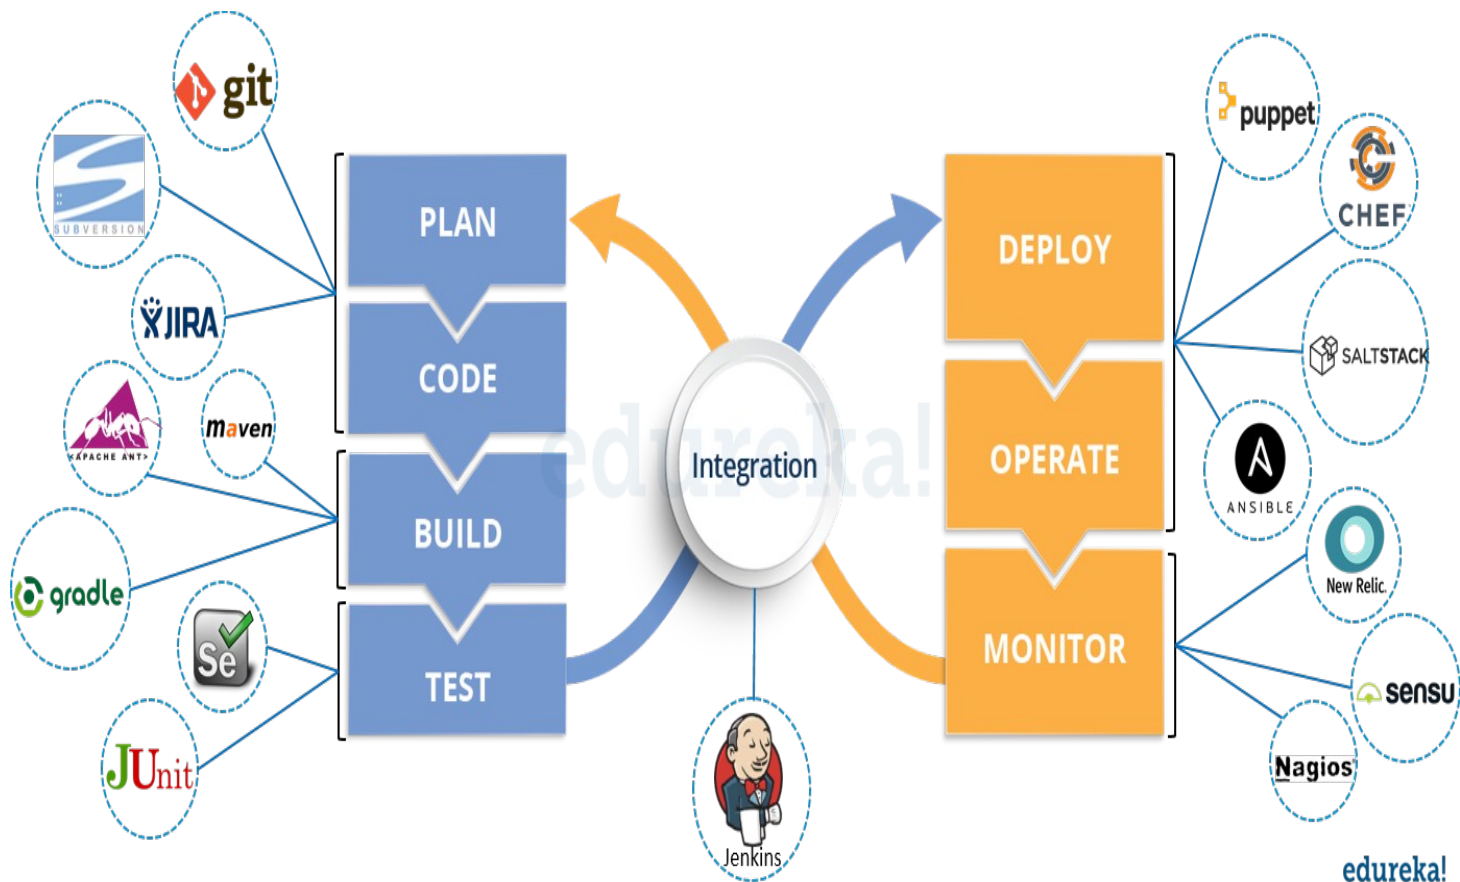 git
SUBVERSION
JIRA
<APACHE ANT>
maven
gradle
Se
JUnit
PLAN
CODE
BUILD
TEST
edureka!
Integration
Jenkins
DEPLOY
OPERATE
MONITOR
puppet
CHEF
SALTSTACK
ANSIBLE
New Relic.
sensu
Nagios®
edureka!